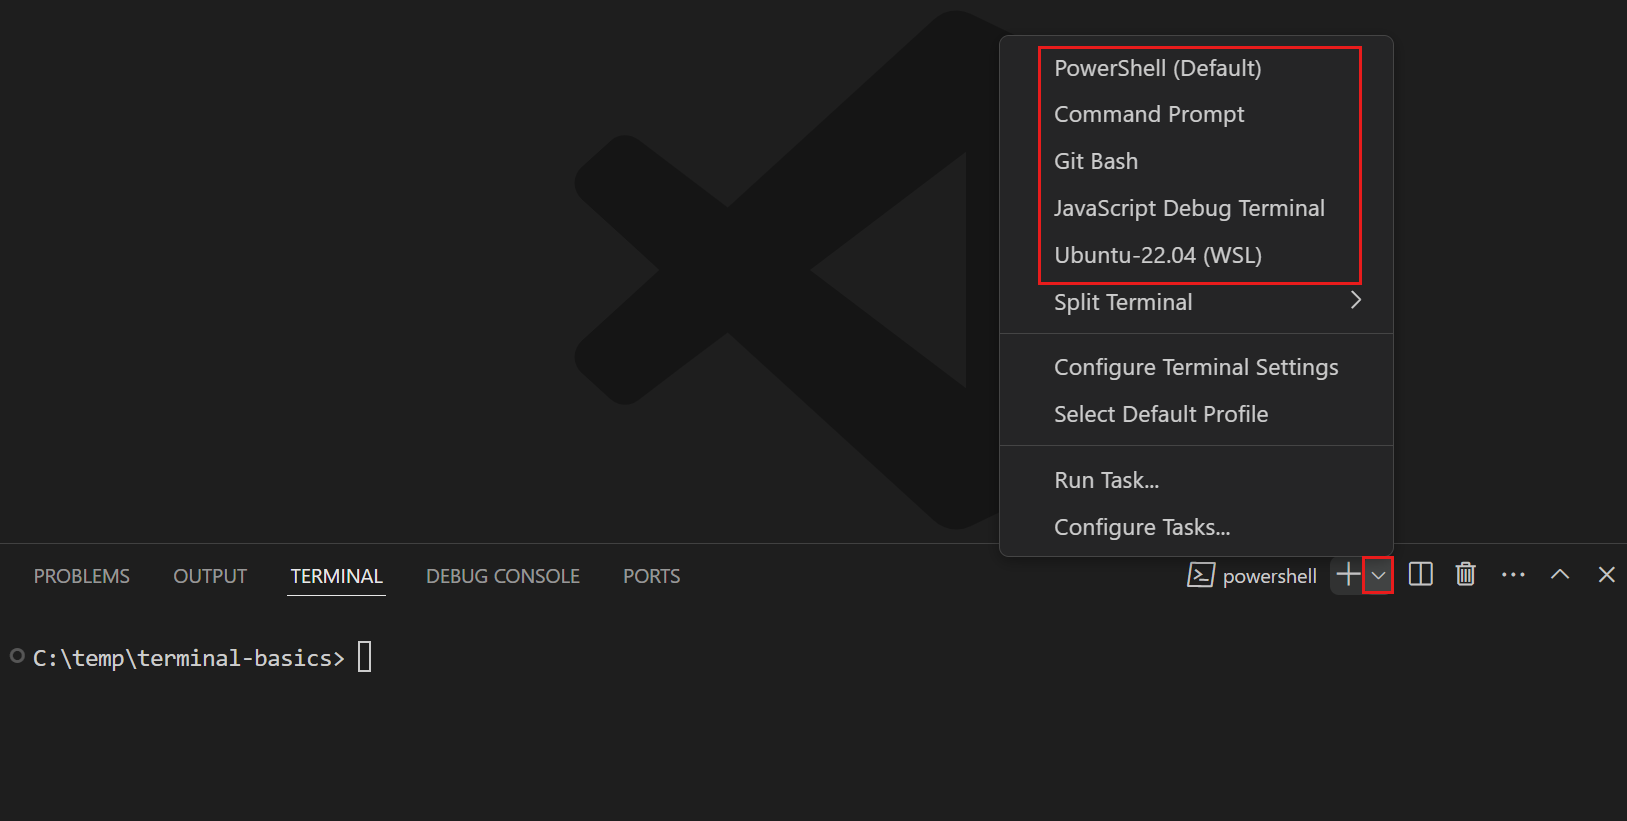 PowerShell (Default)
Command Prompt
Git Bash
JavaScript Debug Terminal
Ubuntu-22.04 (WSL)
Split Terminal
Configure Terminal Settings
Select Default Profile
Run Task...
Configure Tasks...
PROBLEMS OUTPUT TERMINAL DEBUG CONSOLE PORTS powershell
C:\temp\terminal-basics>